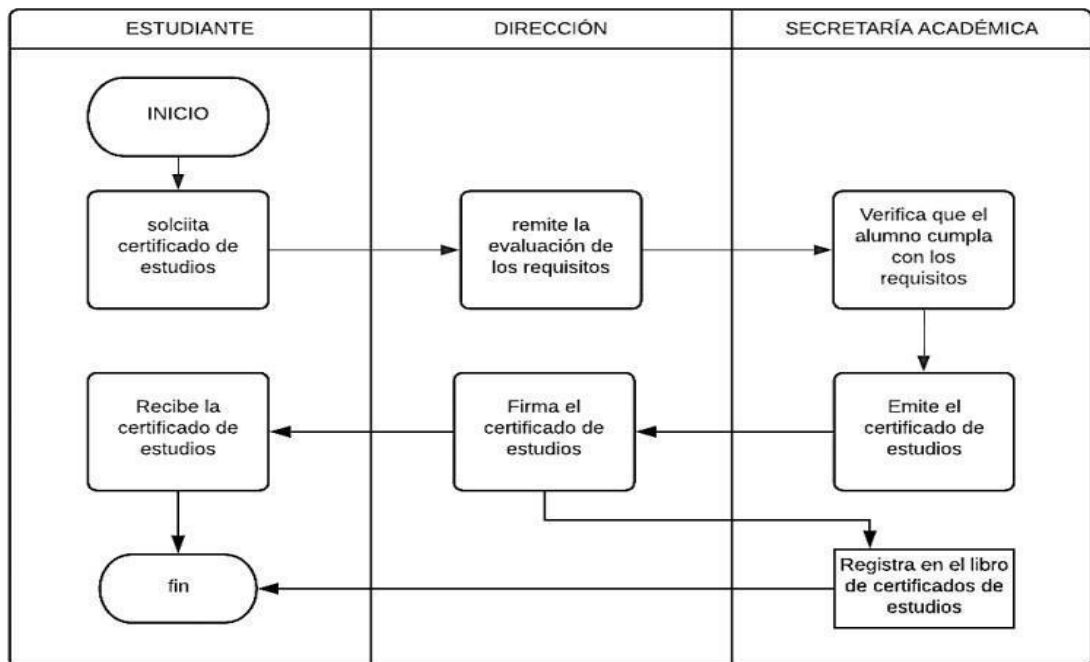 ESTUDIANTE
DIRECCIÓN
SECRETARÍA ACADÉMICA
INICIO
solciita
certificado de
estudios
remite la
evaluación de
los requisitos
Verifica que el
alumno cumpla
con los
requisitos
Recibe la
certificado de
estudios
Firma el
certificado de
estudios
Emite el
certificado de
estudios
fin
Registra en el libro
de certificados de
estudios